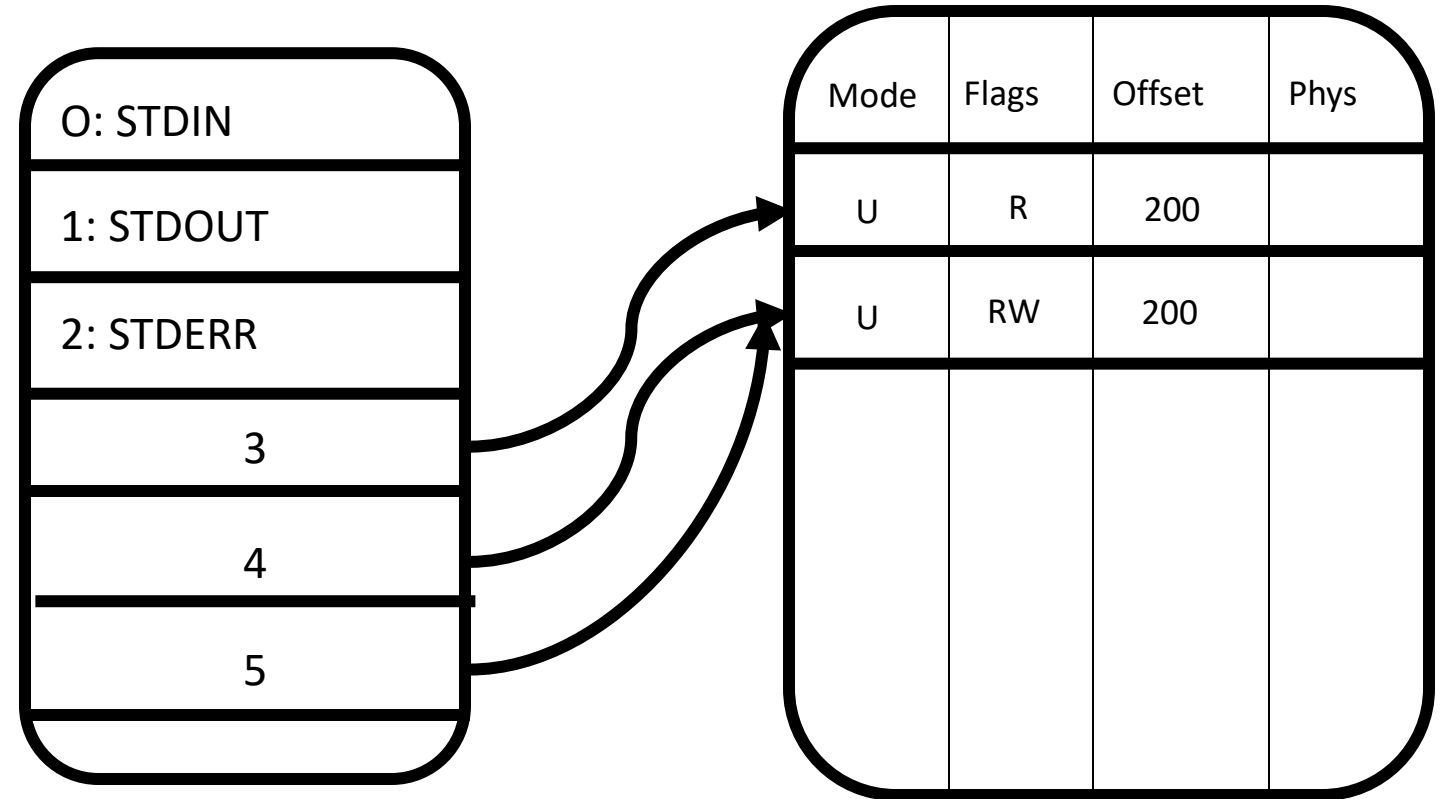 O: STDIN
1: STDOUT
2: STDERR
3
4
5
Mode Flags Offset Phys
U R 200
U RW 200